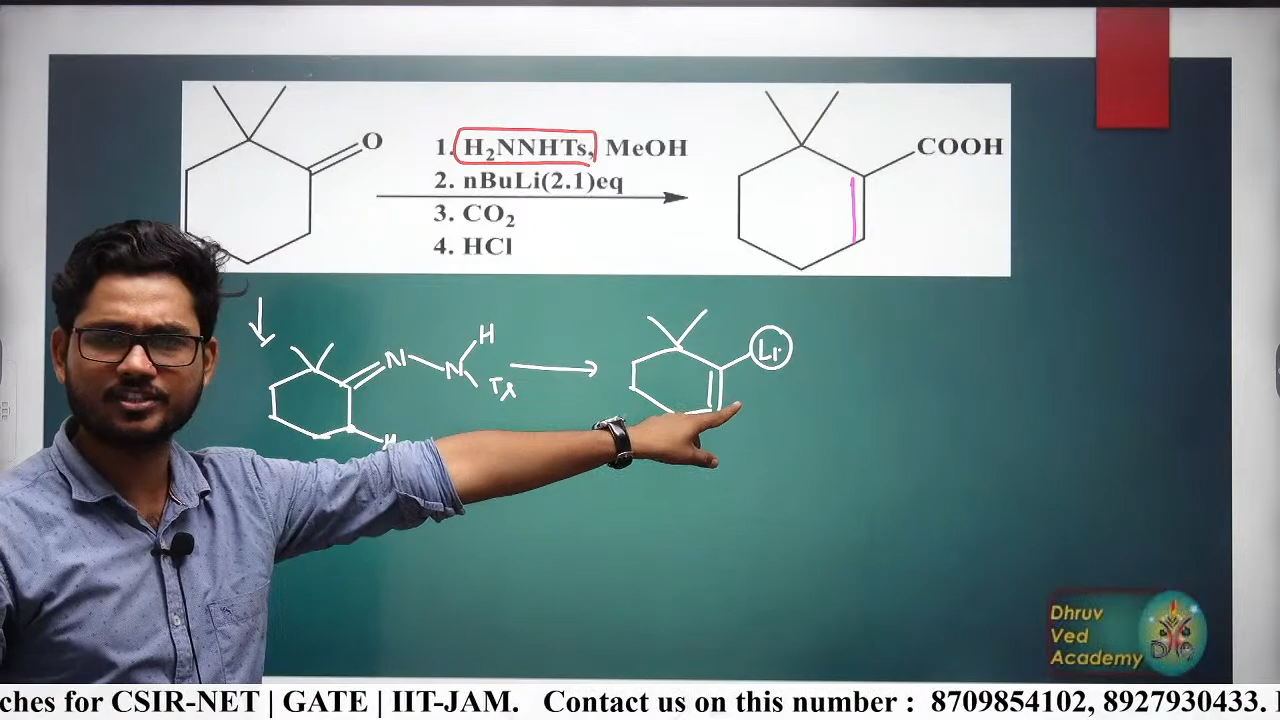 O
1. H₂NNHTs, MeOH
2. nBuLi(2.1)eq
3. CO₂
4. HCl
COOH
N
N
H
Ts
H
Li
Dhruv
Ved
Academy
ches for CSIR-NET | GATE | IIT-JAM. Contact us on this number : 8709854102, 8927930433.